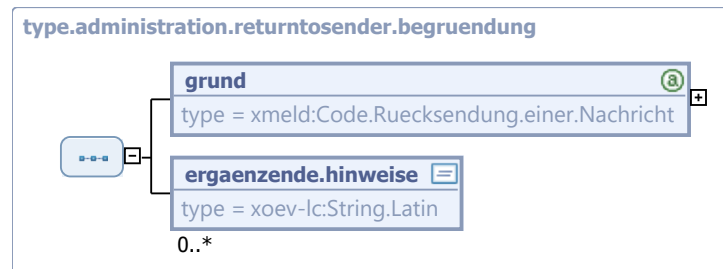 type.administration.returntosender.begruendung
grund
type = xmeld:Code.Ruecksendung.einer.Nachricht
ergaenzende.hinweise
type = xoev-lc:String.Latin
0..*